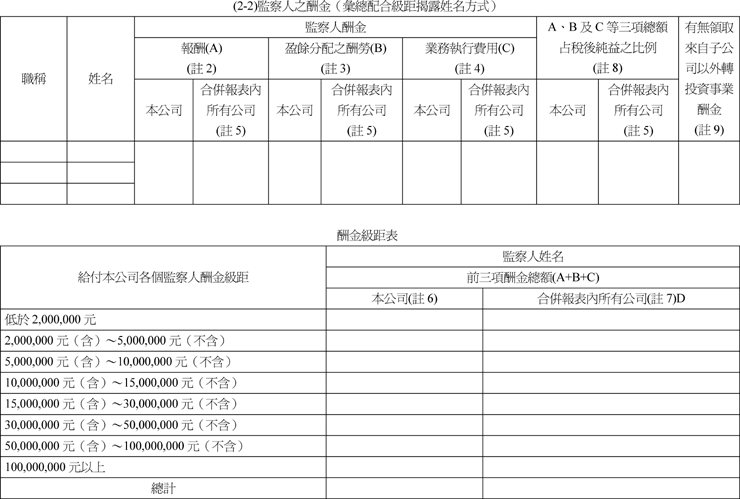 (2-2)監察人之酬金（彙總配合級距揭露姓名方式）
職稱
姓名
監察人酬金
A、B 及 C 等三項總額
占稅後純益之比例
(註 8)
有無領取
來自子公
司以外轉
投資事業
酬金
(註 9)
報酬(A)
(註 2)
盈餘分配之酬勞(B)
(註 3)
業務執行費用(C)
(註 4)
本公司
合併報表內
所有公司
(註 5)
本公司
合併報表內
所有公司
(註 5)
本公司
合併報表內
所有公司
(註 5)
本公司
合併報表內
所有公司
(註 5)
酬金級距表
給付本公司各個監察人酬金級距
監察人姓名
前三項酬金總額(A+B+C)
本公司(註 6)
合併報表內所有公司(註 7)D
低於 2,000,000 元
2,000,000 元（含）～5,000,000 元（不含）
5,000,000 元（含）～10,000,000 元（不含）
10,000,000 元（含）～15,000,000 元（不含）
15,000,000 元（含）～30,000,000 元（不含）
30,000,000 元（含）～50,000,000 元（不含）
50,000,000 元（含）～100,000,000 元（不含）
100,000,000 元以上
總計